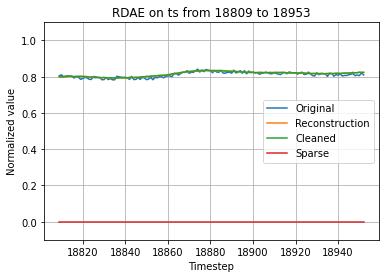 RDAE on ts from 18809 to 18953
Normalized value
1.0
0.8
0.6
0.4
0.2
0.0
Original
Reconstruction
Cleaned
Sparse
18820 18840 18860 18880 18900 18920 18940
Timestep